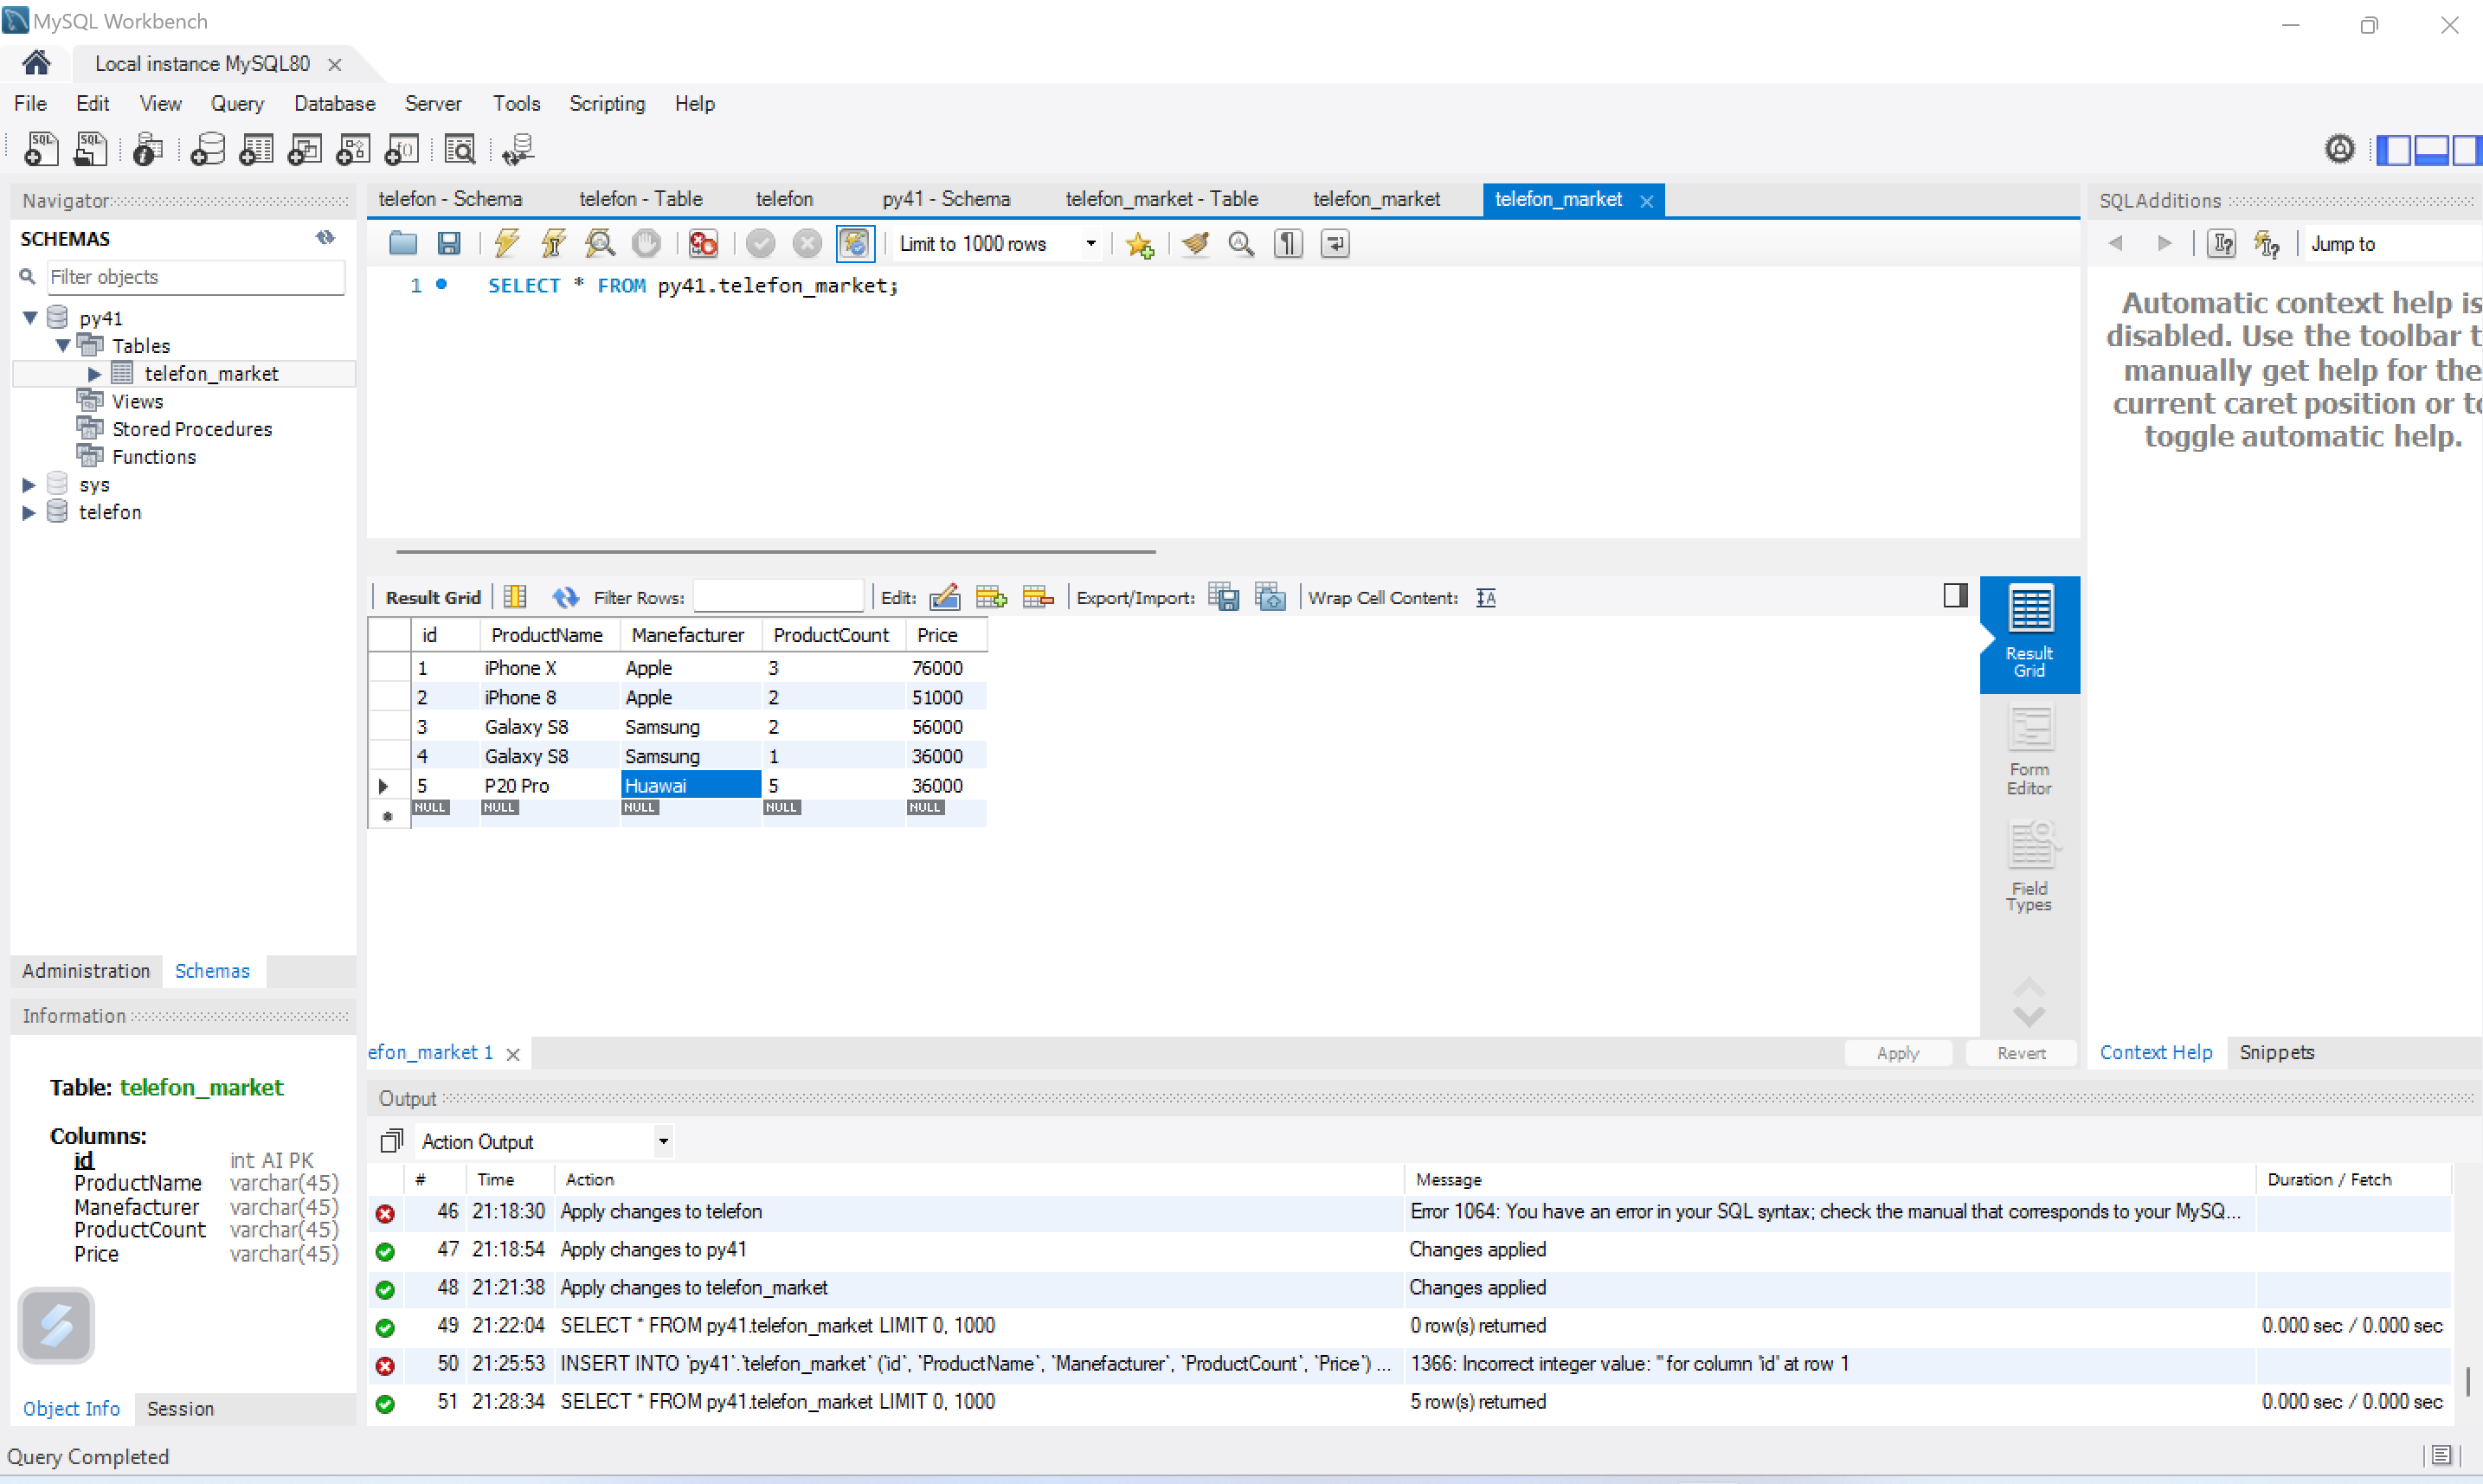 MySQL Workbench
Local instance MySQL80
File Edit View Query Database Server Tools Scripting Help
Navigator
SCHEMAS
Filter objects
py41
Tables
telefon_market
Views
Stored Procedures
Functions
sys
telefon
Administration Schemas
Information
Table: telefon_market
Columns:
id int AI PK
ProductName varchar(45)
Manefacturer varchar(45)
ProductCount varchar(45)
Price varchar(45)
Object Info Session
telefon - Schema telefon - Table telefon py41 - Schema telefon_market - Table telefon_market telefon_market
Limit to 1000 rows
1 SELECT * FROM py41.telefon_market;
Result Grid Filter Rows: Edit: Export/Import: Wrap Cell Content:
id ProductName Manefacturer ProductCount Price
1 iPhone X Apple 3 76000
2 iPhone 8 Apple 2 51000
3 Galaxy S8 Samsung 2 56000
4 Galaxy S8 Samsung 1 36000
5 P20 Pro Huawai 5 36000
NULL NULL NULL NULL NULL
Result
Grid
Form
Editor
Field
Types
efon_market 1
Apply Revert
SQLAdditions
Jump to
Automatic context help is
disabled. Use the toolbar t
manually get help for the
current caret position or to
toggle automatic help.
Context Help Snippets
Output
Action Output
# Time Action Message Duration / Fetch
46 21:18:30 Apply changes to telefon Error 1064: You have an error in your SQL syntax; check the manual that corresponds to your MySQ...
47 21:18:54 Apply changes to py41 Changes applied
48 21:21:38 Apply changes to telefon_market Changes applied
49 21:22:04 SELECT * FROM py41.telefon_market LIMIT 0, 1000 0 row(s) returned 0.000 sec / 0.000 sec
50 21:25:53 INSERT INTO `py41`.`telefon_market` (`id`, `ProductName`, `Manefacturer`, `ProductCount`, `Price`) ... 1366: Incorrect integer value: '' for column 'id' at row 1
51 21:28:34 SELECT * FROM py41.telefon_market LIMIT 0, 1000 5 row(s) returned 0.000 sec / 0.000 sec
Query Completed